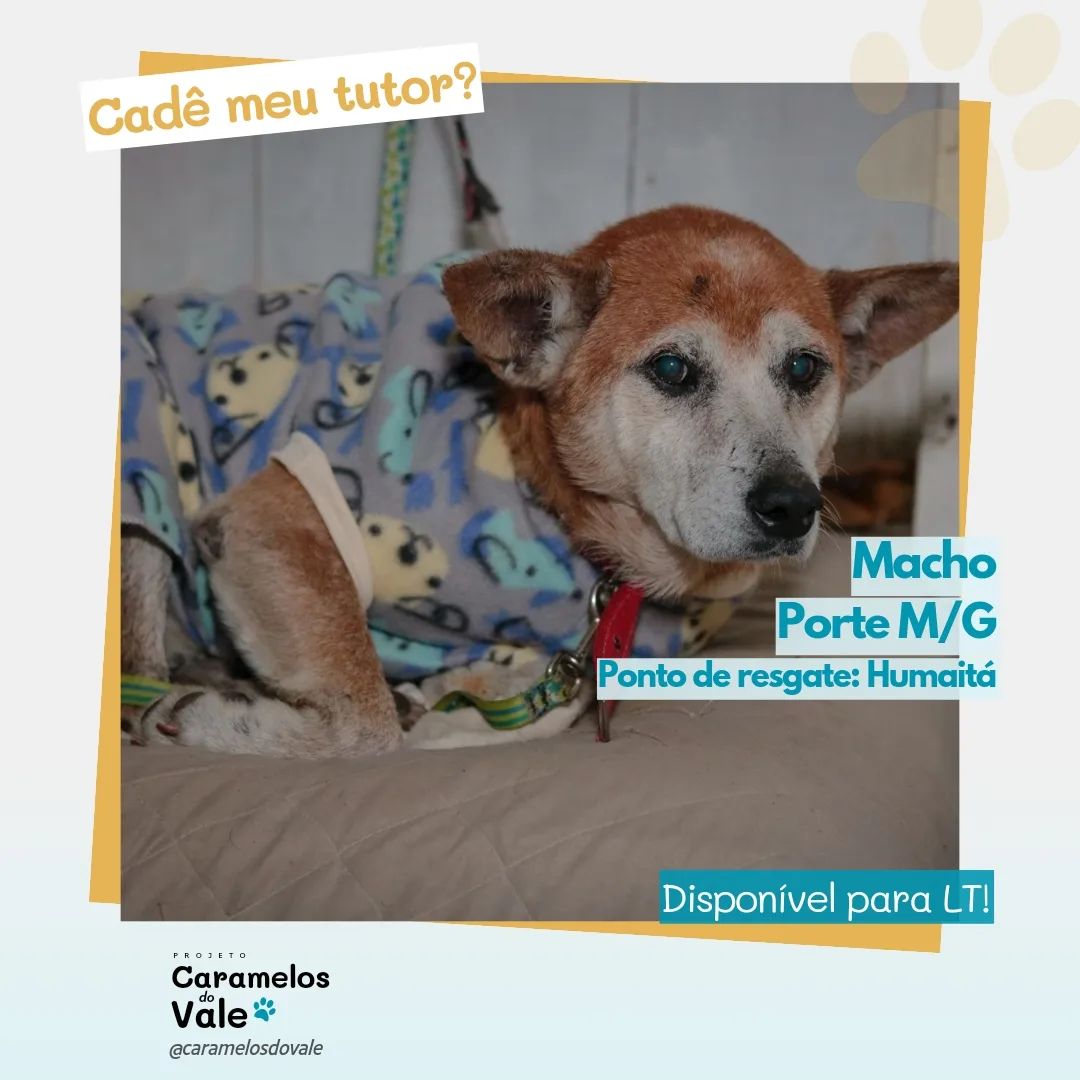 Cadê meu tutor?
Macho
Porte M/G
Ponto de resgate: Humaitá
Disponível para LT!
PROJETO
Caramelos
do
Vale
@caramelosdovale